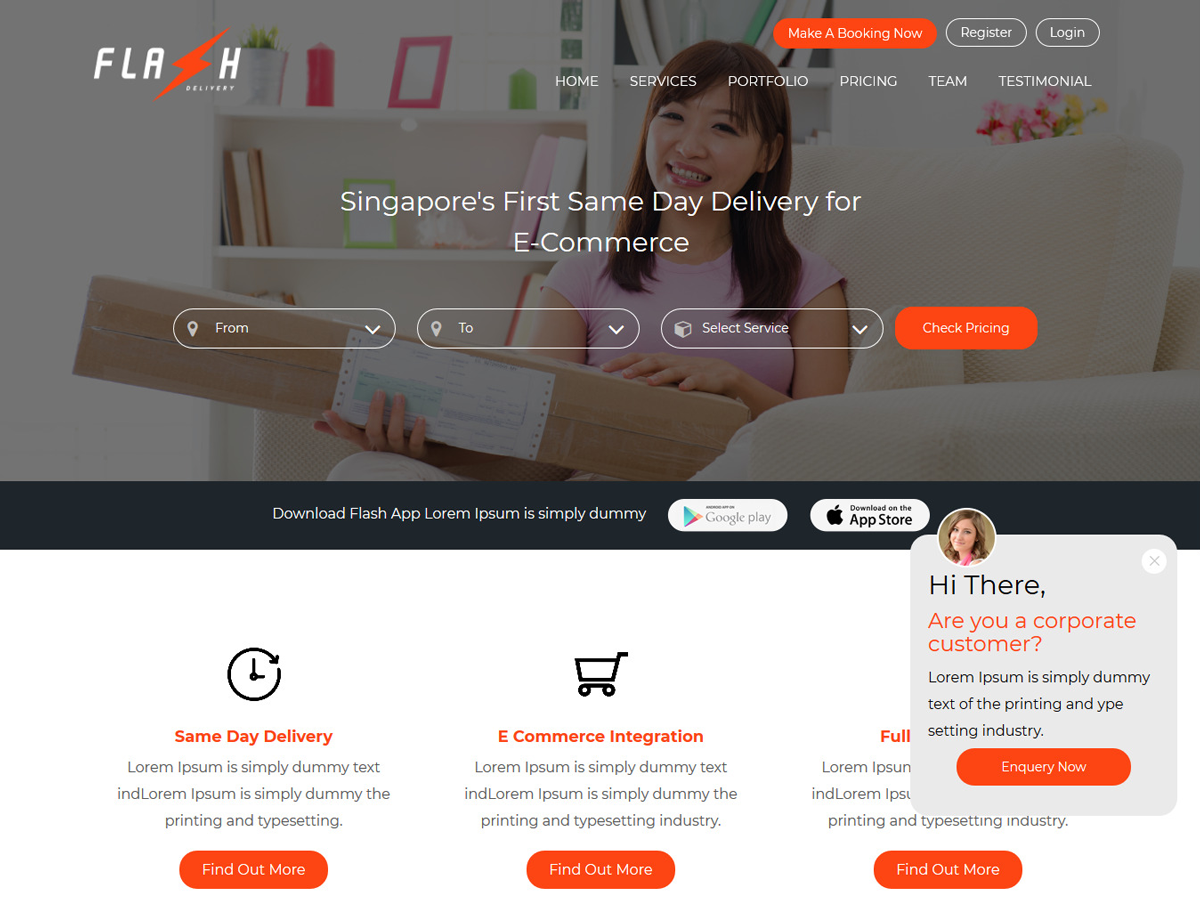 Make A Booking Now
Register
Login
FLASH
DELIVERY
HOME
SERVICES
PORTFOLIO
PRICING
TEAM
TESTIMONIAL
Singapore's First Same Day Delivery for
E-Commerce
From
To
Select Service
Check Pricing
Download Flash App Lorem Ipsum is simply dummy
ANDROID APP ON
Google play
Download on the
App Store
Hi There,
Are you a corporate
customer?
Lorem Ipsum is simply dummy
text of the printing and ype
setting industry.
Enquery Now
Same Day Delivery
Lorem Ipsum is simply dummy text
indLorem Ipsum is simply dummy the
printing and typesetting.
Find Out More
E Commerce Integration
Lorem Ipsum is simply dummy text
indLorem Ipsum is simply dummy the
printing and typesetting industry.
Find Out More
Full
Lorem
indLorem
printing and typesetting industry.
Find Out More